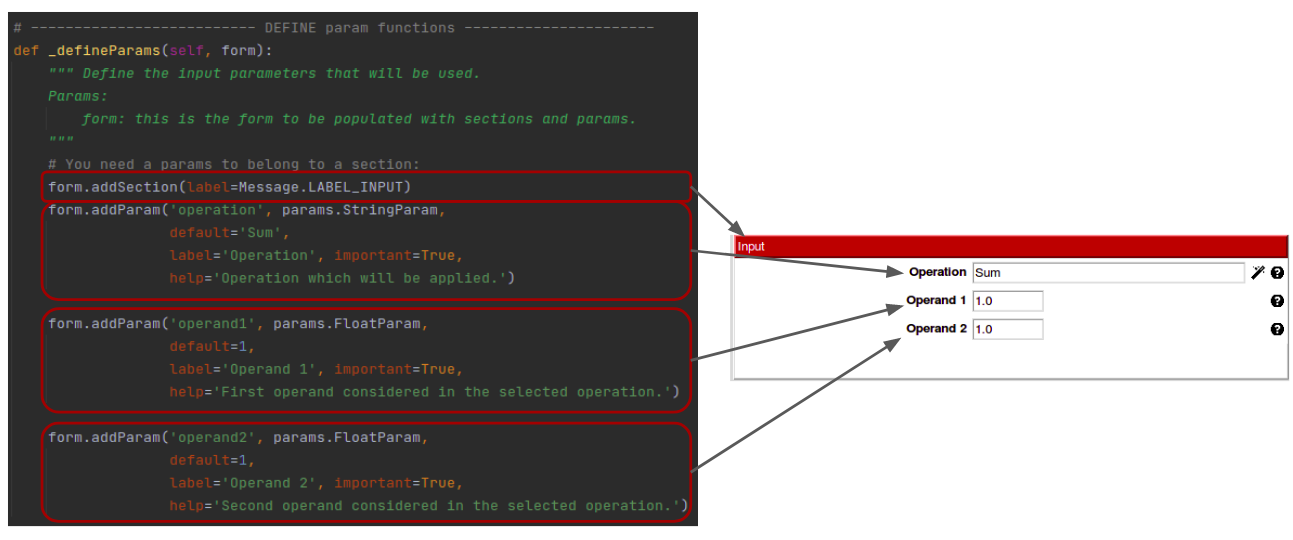 # -------------------------- DEFINE param functions ----------------------
def _defineParams(self, form):
""" Define the input parameters that will be used.
Params:
form: this is the form to be populated with sections and params.
"""
# You need a params to belong to a section:
form.addSection(label=Message.LABEL_INPUT)
form.addParam('operation', params.StringParam,
default='Sum',
label='Operation', important=True,
help='Operation which will be applied.')
form.addParam('operand1', params.FloatParam,
default=1,
label='Operand 1', important=True,
help='First operand considered in the selected operation.')
form.addParam('operand2', params.FloatParam,
default=1,
label='Operand 2', important=True,
help='Second operand considered in the selected operation.')
Input
Operation Sum
Operand 1 1.0
Operand 2 1.0